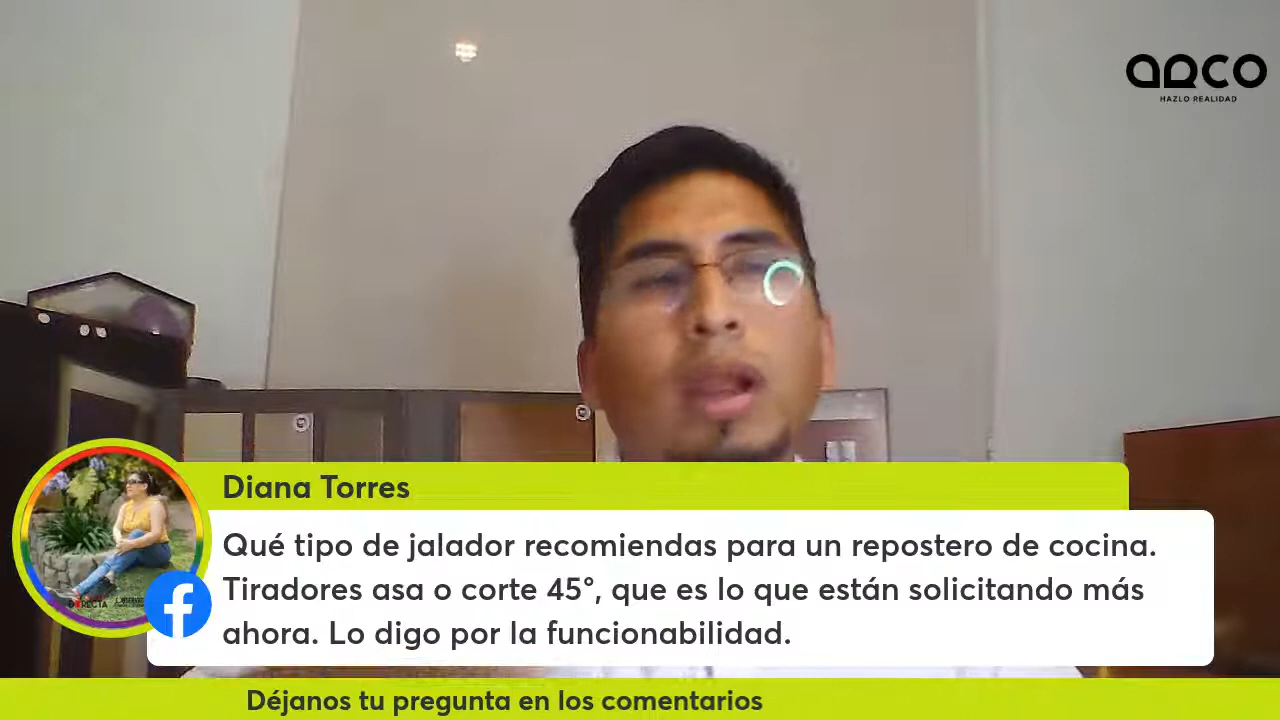 ARCO
HAZLO REALIDAD
Diana Torres
Qué tipo de jalador recomiendas para un repostero de cocina.
Tiradores asa o corte 45°, que es lo que están solicitando más
ahora. Lo digo por la funcionabilidad.
Déjanos tu pregunta en los comentarios